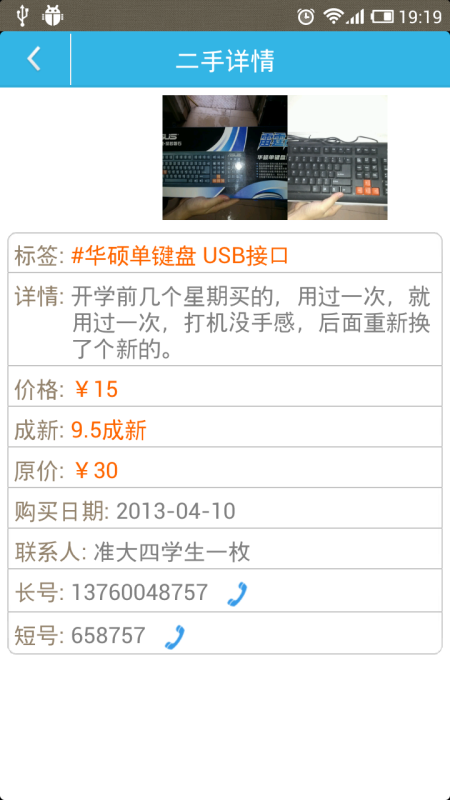 19:19
二手详情
标签: #华硕单键盘 USB接口
详情: 开学前几个星期买的，用过一次，就
用过一次，打机没手感，后面重新换
了个新的。
价格: ￥15
成新: 9.5成新
原价: ￥30
购买日期: 2013-04-10
联系人: 准大四学生一枚
长号: 13760048757
短号: 658757